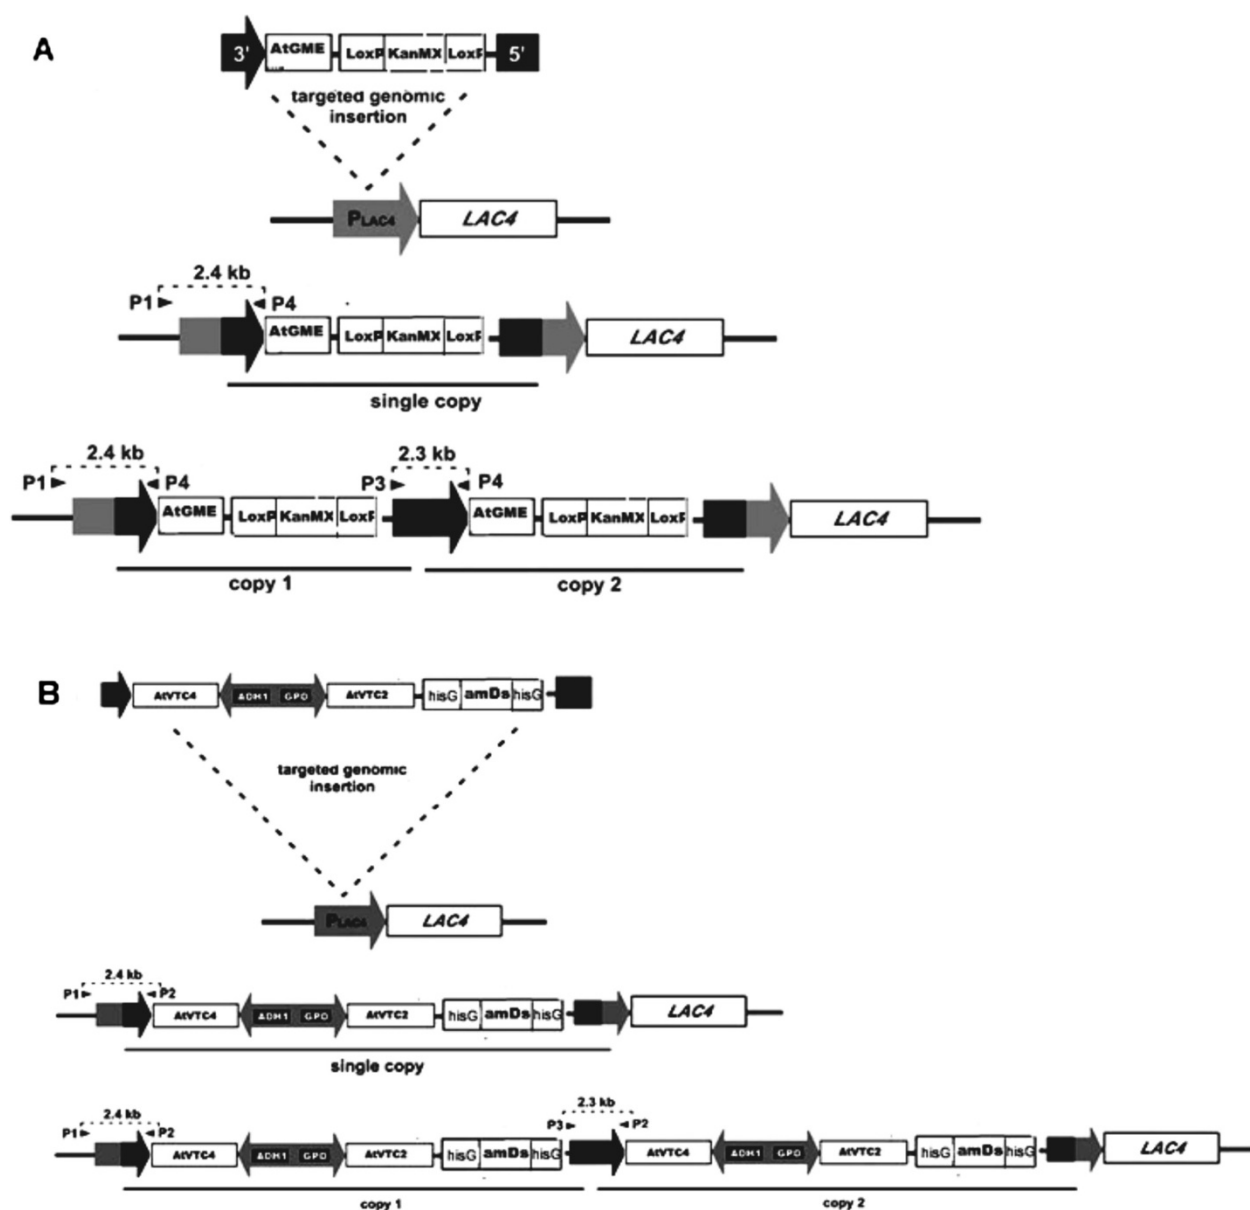 A
3' AtGME LoxP KanMX LoxP 5'
targeted genomic
insertion
PLAC4 LAC4
2.4 kb
P1 P4
AtGME LoxP KanMX LoxP LAC4
single copy
2.4 kb 2.3 kb
P1 P4 P3 P4
AtGME LoxP KanMX LoxP AtGME LoxP KanMX LoxP LAC4
copy 1 copy 2
B
AtVTC4 ADH1 GPD AtVTC2 hisG amDs hisG
targeted genomic
insertion
PLAC4 LAC4
2.4 kb
P1 P2
AtVTC4 ADH1 GPD AtVTC2 hisG amDs hisG LAC4
single copy
2.4 kb 2.3 kb
P1 P2 P3 P2
AtVTC4 ADH1 GPD AtVTC2 hisG amDs hisG AtVTC4 ADH1 GPD AtVTC2 hisG amDs hisG LAC4
copy 1 copy 2